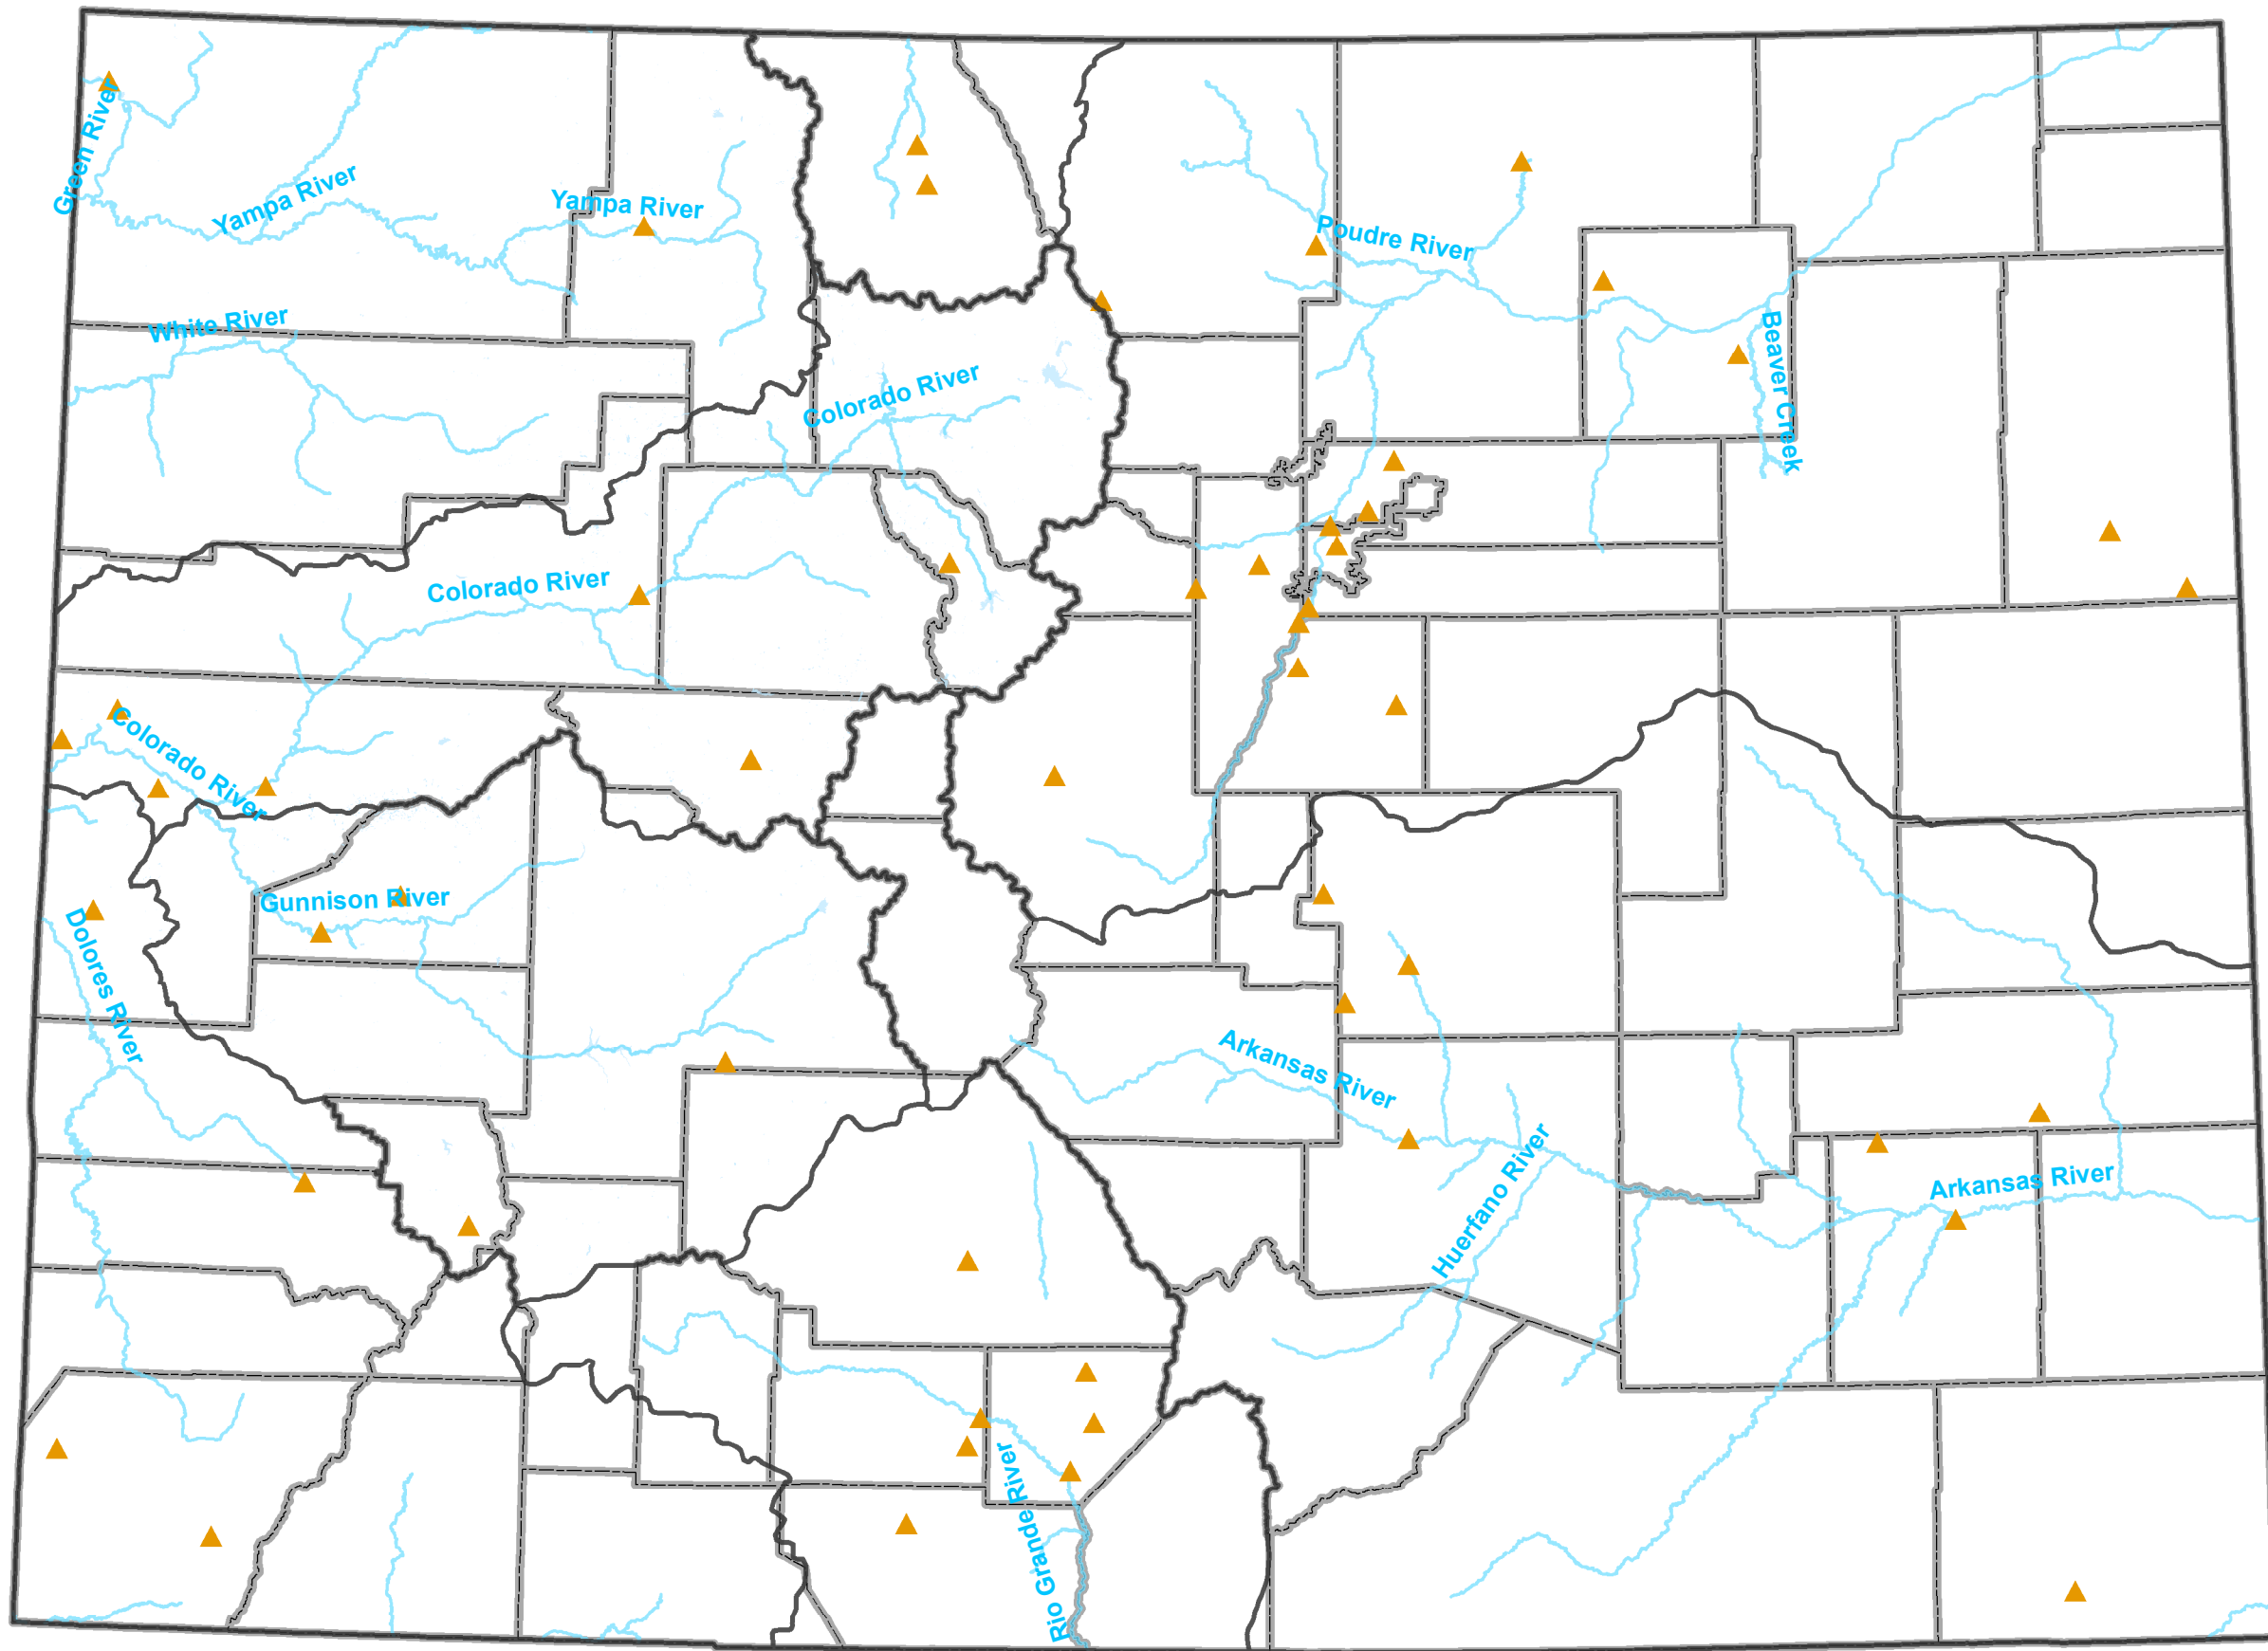 Green River
Yampa River
Yampa River
Poudre River
White River
Beaver Creek
Colorado River
Colorado River
Colorado River
Gunnison River
Dolores River
Arkansas River
Huerfano River
Arkansas River
Rio Grande River